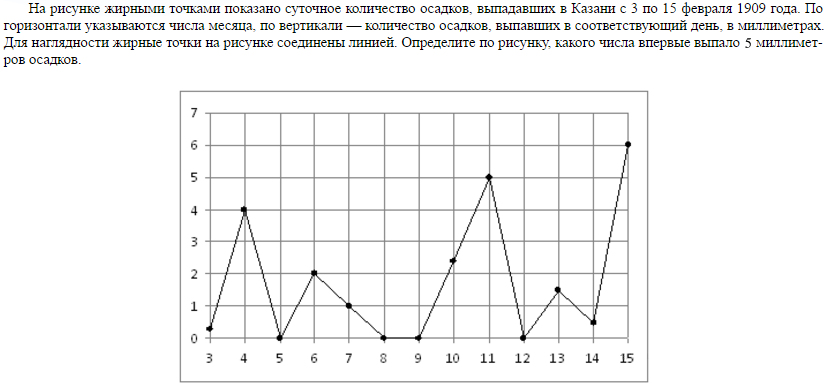 На рисунке жирными точками показано суточное количество осадков, выпадавших в Казани с 3 по 15 февраля 1909 года. По
горизонтали указываются числа месяца, по вертикали — количество осадков, выпавших в соответствующий день, в миллиметрах.
Для наглядности жирные точки на рисунке соединены линией. Определите по рисунку, какого числа впервые выпало 5 миллимет-
ров осадков.
7
6
5
4
3
2
1
0
3 4 5 6 7 8 9 10 11 12 13 14 15